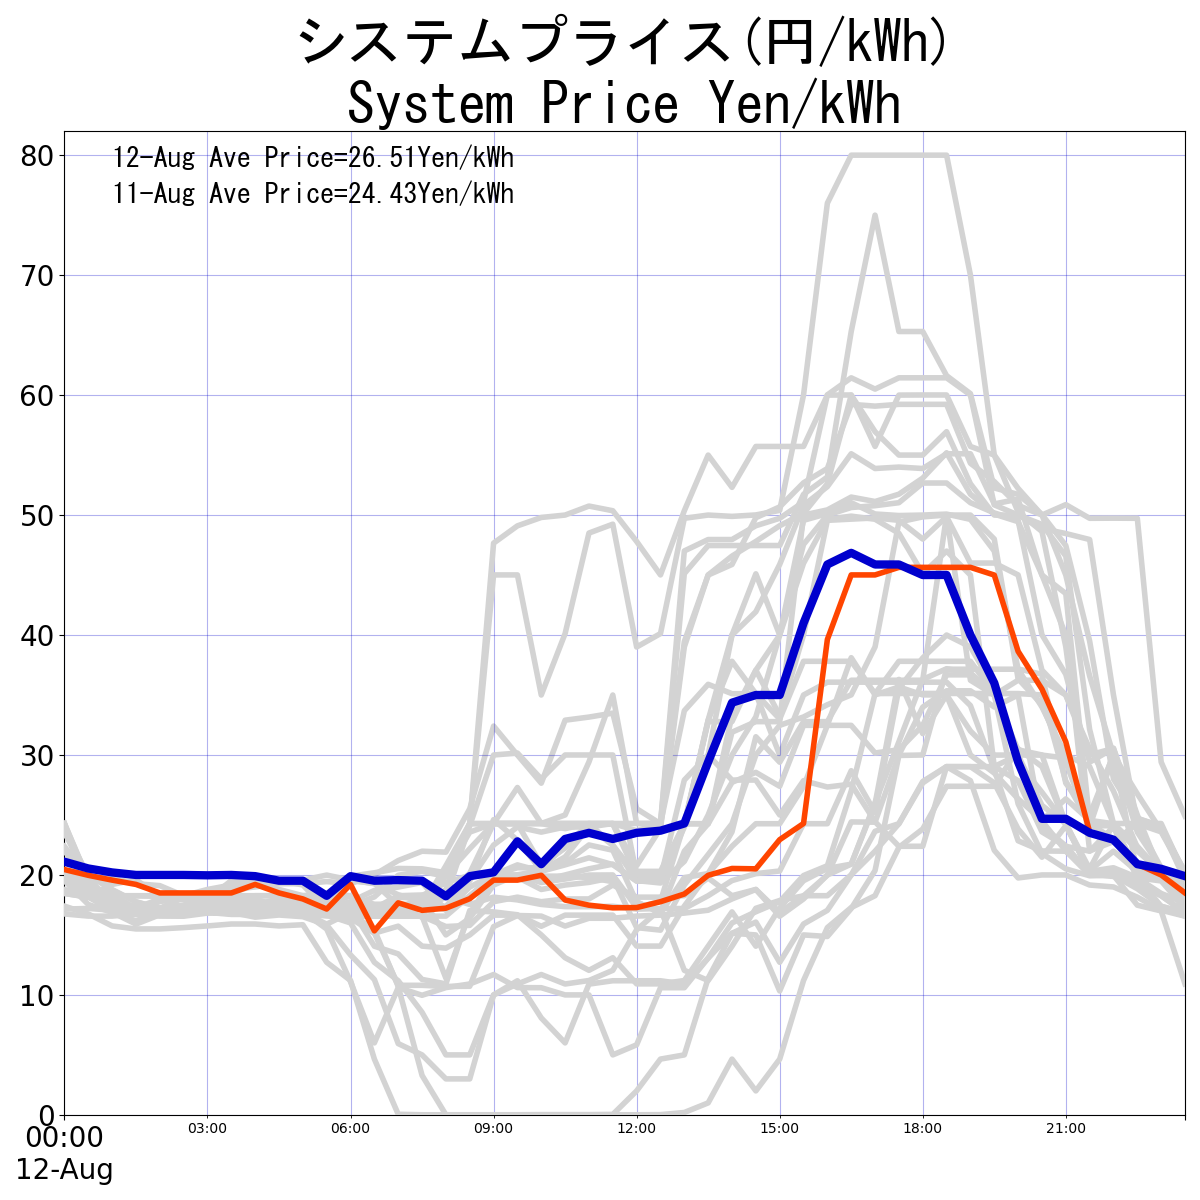 システムプライス(円/kWh)
System Price Yen/kWh
12-Aug Ave Price=26.51Yen/kWh
11-Aug Ave Price=24.43Yen/kWh
80
70
60
50
40
30
20
10
0
00:00 03:00 06:00 09:00 12:00 15:00 18:00 21:00
12-Aug